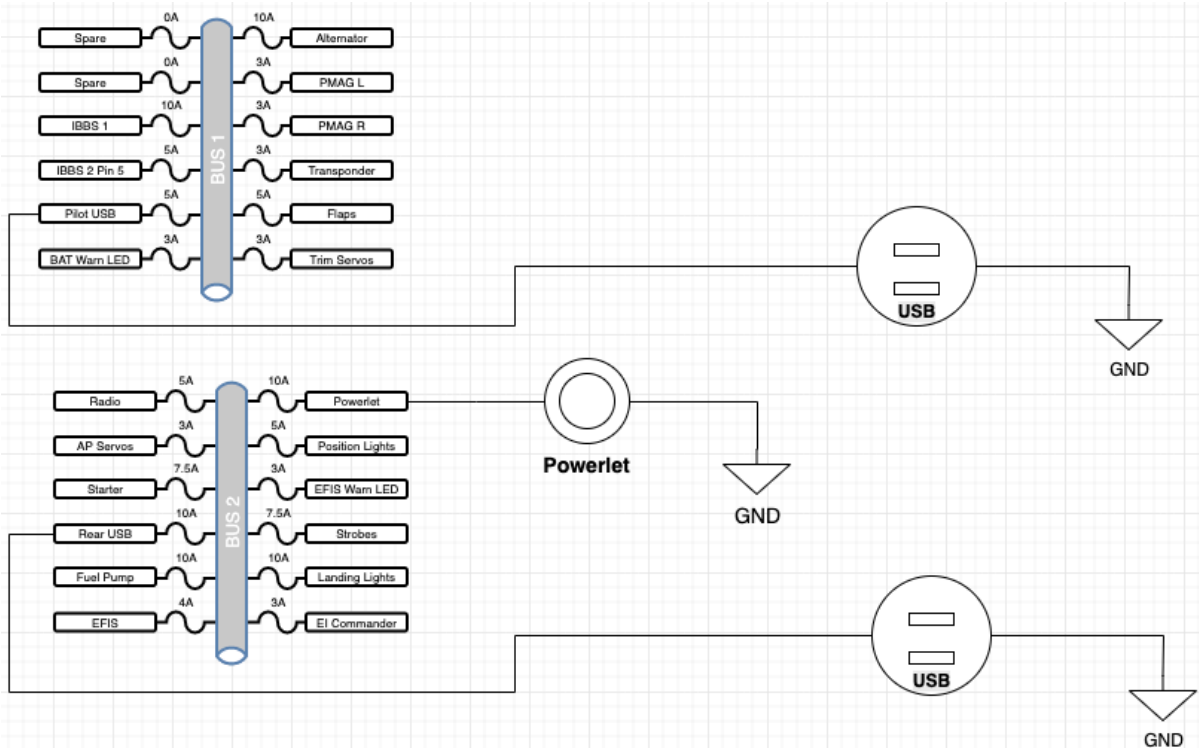 0A 10A
Spare Alternator
0A 3A
Spare PMAG L
10A 3A
IBBS 1 PMAG R
5A 3A
IBBS 2 Pin 5 Transponder
5A 5A
Pilot USB Flaps
3A 3A
BAT Warn LED Trim Servos
BUS 1
USB
GND
5A 10A
Radio Powerlet
3A 5A
AP Servos Position Lights
7.5A 3A
Starter EFIS Warn LED
10A 7.5A
Rear USB Strobes
10A 10A
Fuel Pump Landing Lights
4A 3A
EFIS EI Commander
BUS 2
Powerlet
GND
USB
GND